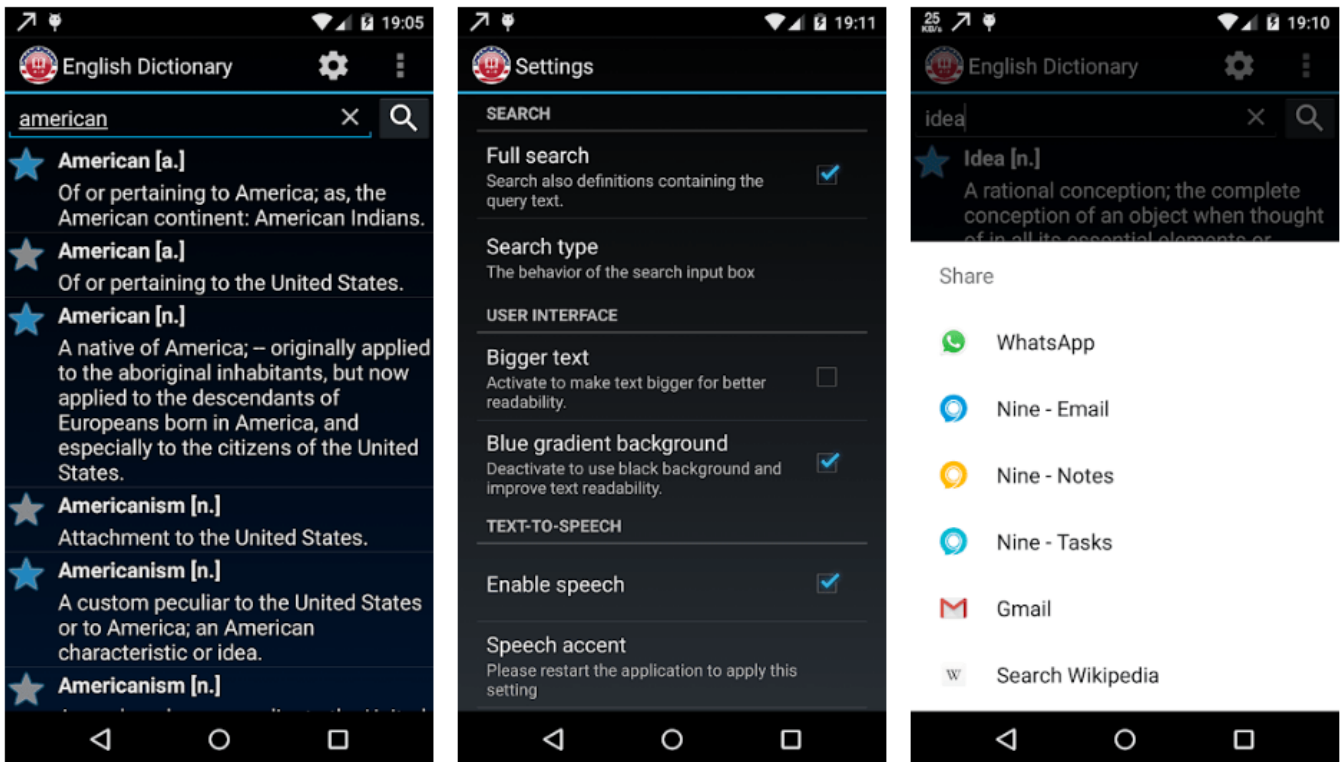 19:05
English Dictionary
american
American [a.]
Of or pertaining to America; as, the
American continent: American Indians.
American [a.]
Of or pertaining to the United States.
American [n.]
A native of America; – originally applied
to the aboriginal inhabitants, but now
applied to the descendants of
Europeans born in America, and
especially to the citizens of the United
States.
Americanism [n.]
Attachment to the United States.
Americanism [n.]
A custom peculiar to the United States
or to America; an American
characteristic or idea.
Americanism [n.]
19:11
Settings
SEARCH
Full search
Search also definitions containing the
query text.
Search type
The behavior of the search input box
USER INTERFACE
Bigger text
Activate to make text bigger for better
readability.
Blue gradient background
Deactivate to use black background and
improve text readability.
TEXT-TO-SPEECH
Enable speech
Speech accent
Please restart the application to apply this
setting
25
KB/s
19:10
English Dictionary
idea
Idea [n.]
A rational conception; the complete
conception of an object when thought
of in all its essential elements or
Share
WhatsApp
Nine - Email
Nine - Notes
Nine - Tasks
Gmail
W
Search Wikipedia